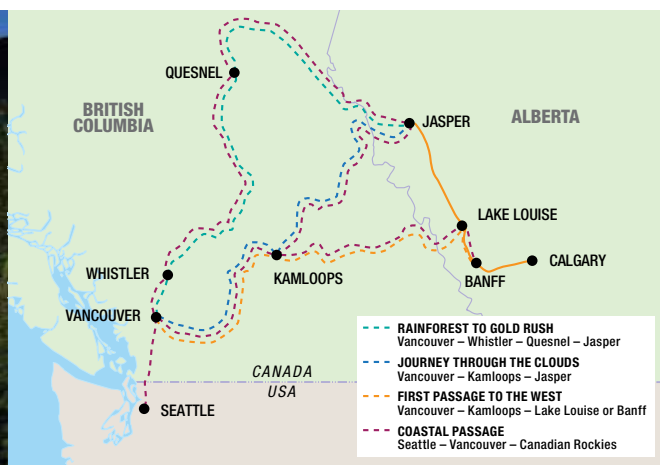 QUESNEL
BRITISH
COLUMBIA
JASPER
ALBERTA
LAKE LOUISE
WHISTLER
KAMLOOPS
BANFF
CALGARY
VANCOUVER
CANADA
USA
SEATTLE
RAINFOREST TO GOLD RUSH
Vancouver – Whistler – Quesnel – Jasper
JOURNEY THROUGH THE CLOUDS
Vancouver – Kamloops – Jasper
FIRST PASSAGE TO THE WEST
Vancouver – Kamloops – Lake Louise or Banff
COASTAL PASSAGE
Seattle – Vancouver – Canadian Rockies